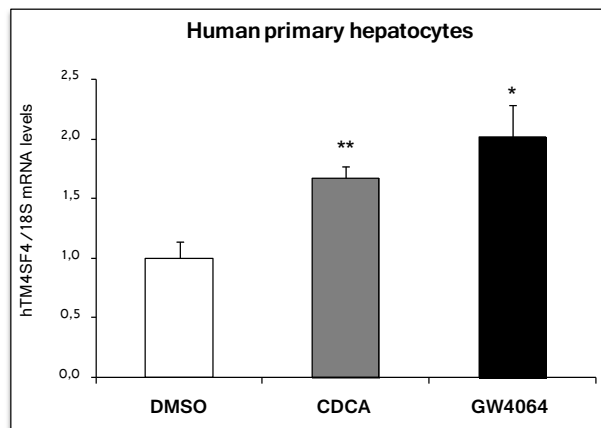 Human primary hepatocytes
hTM4SF4/18S mRNA levels
2,5
2,0
1,5
1,0
0,5
0,0
**
*
DMSO CDCA GW4064